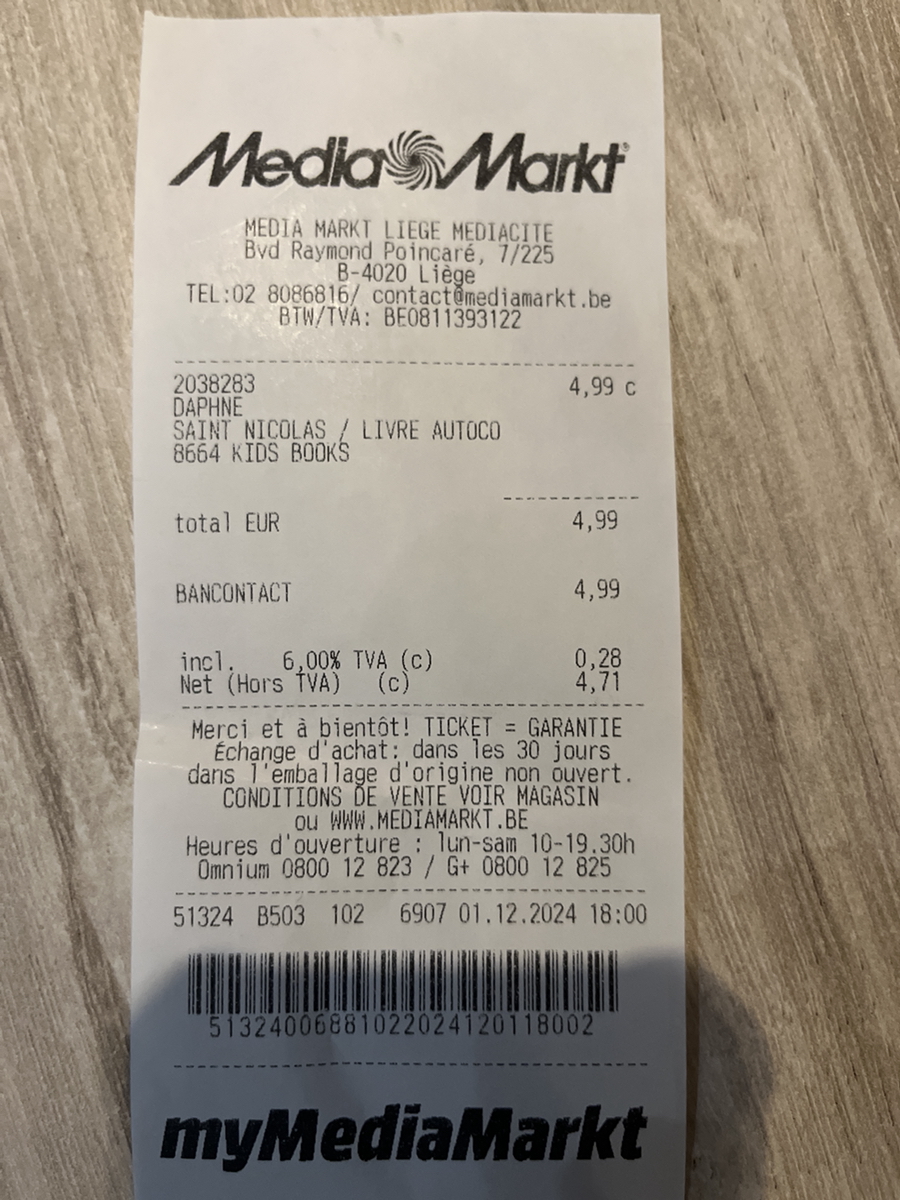 Media Markt
MEDIA MARKT LIEGE MEDIACITE
Bvd Raymond Poincaré, 7/225
B-4020 Liège
TEL:02 8086816/ contact@mediamarkt.be
BTW/TVA: BE0811393122
2038283 4,99 c
DAPHNE
SAINT NICOLAS / LIVRE AUTOCO
8664 KIDS BOOKS
total EUR 4,99
BANCONTACT 4,99
incl. 6,00% TVA (c) 0,28
Net (Hors TVA) (c) 4,71
Merci et à bientôt! TICKET = GARANTIE
Échange d'achat: dans les 30 jours
dans l'emballage d'origine non ouvert.
CONDITIONS DE VENTE VOIR MAGASIN
ou WWW.MEDIAMARKT.BE
Heures d'ouverture : lun-sam 10-19.30h
Omnium 0800 12 823 / G+ 0800 12 825
51324 B503 102 6907 01.12.2024 18:00
51324006881022024120118002
myMediaMarkt